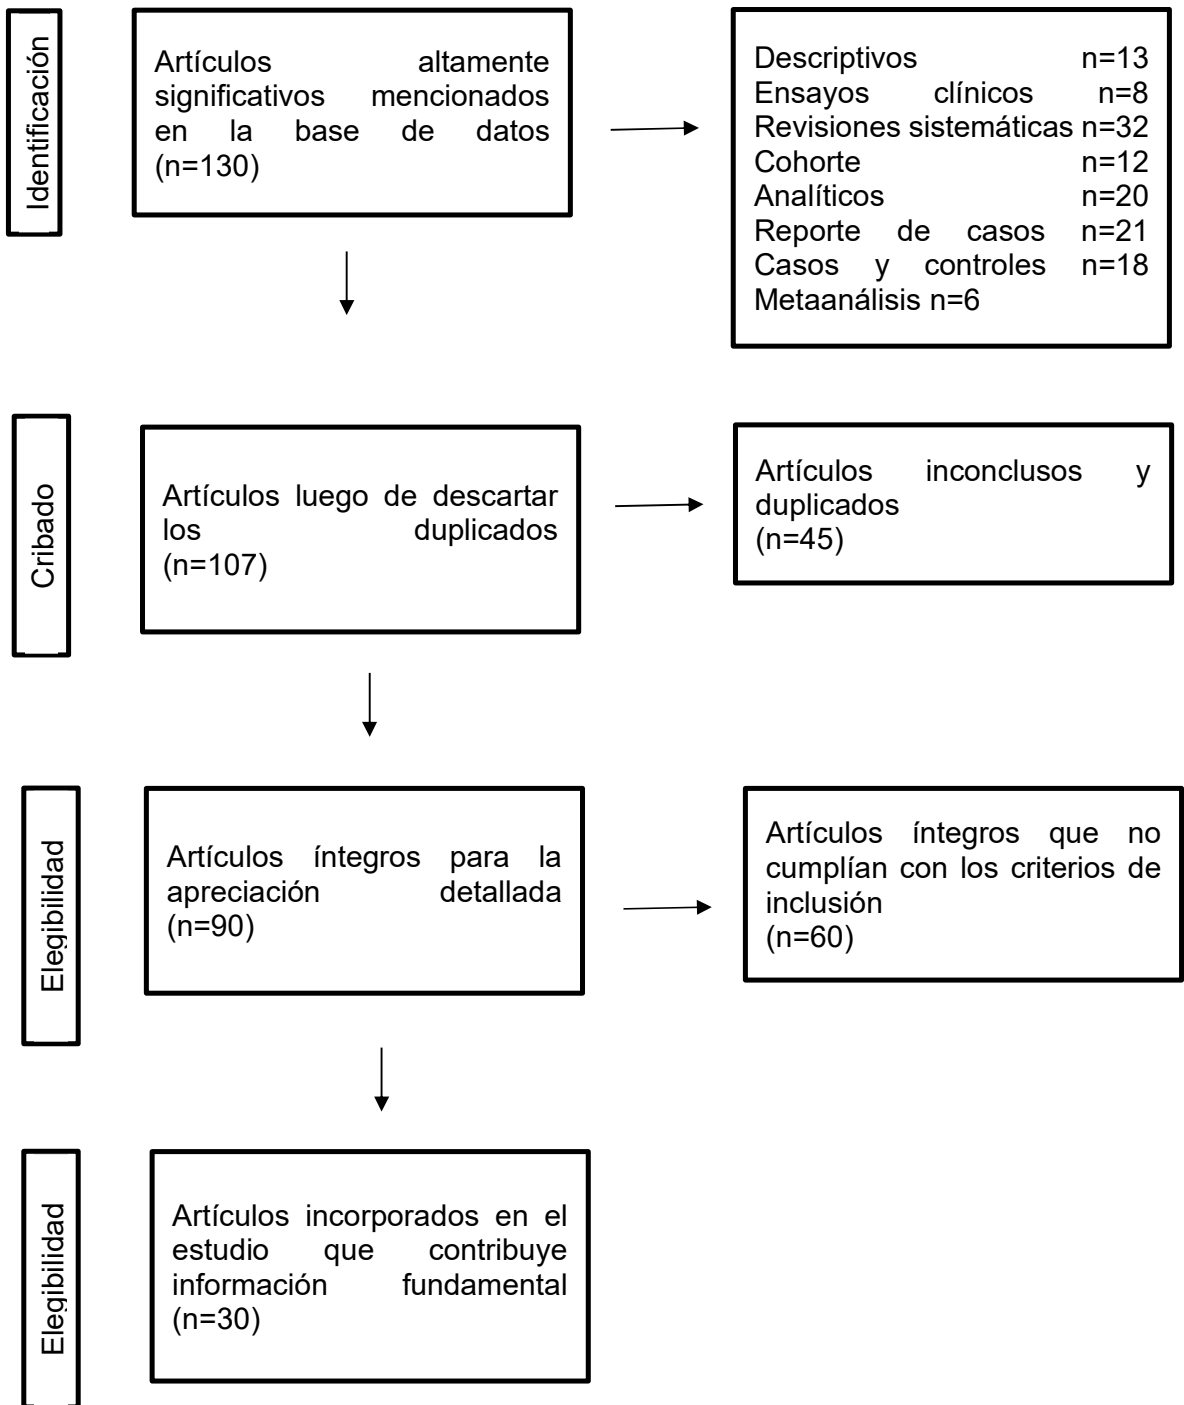 Identificación
Artículos altamente
significativos mencionados
en la base de datos
(n=130)
Descriptivos n=13
Ensayos clínicos n=8
Revisiones sistemáticas n=32
Cohorte n=12
Analíticos n=20
Reporte de casos n=21
Casos y controles n=18
Metaanálisis n=6
Cribado
Artículos luego de descartar
los duplicados
(n=107)
Artículos inconclusos y
duplicados
(n=45)
Elegibilidad
Artículos íntegros para la
apreciación detallada
(n=90)
Artículos íntegros que no
cumplían con los criterios de
inclusión
(n=60)
Elegibilidad
Artículos incorporados en el
estudio que contribuye
información fundamental
(n=30)